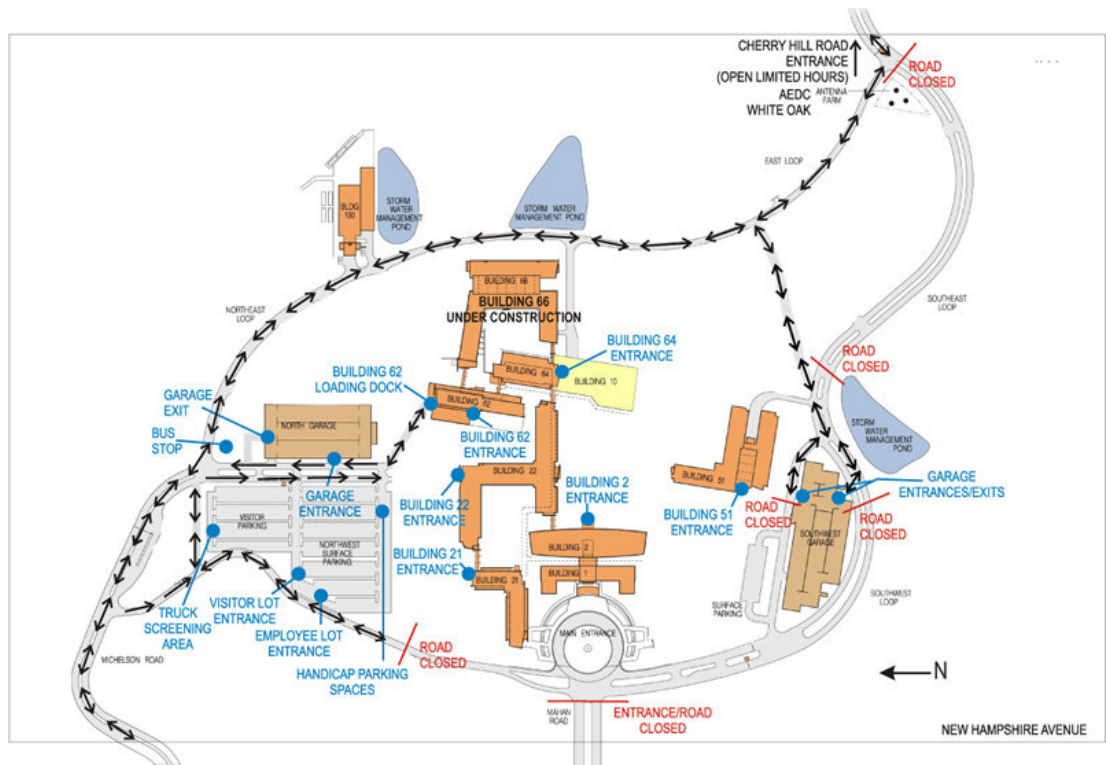 CHERRY HILL ROAD
ENTRANCE
(OPEN LIMITED HOURS)
AEDC
WHITE OAK
ROAD
CLOSED
ANTENNA
FARM
EAST LOOP
BLDG
100
STORM
WATER
MANAGEMENT
POND
STORM WATER
MANAGEMENT POND
BUILDING 66
BUILDING 66
UNDER CONSTRUCTION
NORTHEAST
LOOP
SOUTHEAST
LOOP
BUILDING 64
ENTRANCE
BUILDING 64
BUILDING 10
ROAD
CLOSED
BUILDING 62
LOADING DOCK
BUILDING 62
BUILDING 62
ENTRANCE
GARAGE
EXIT
BUS
STOP
NORTH GARAGE
GARAGE
ENTRANCE
STORM
WATER
MANAGEMENT
POND
BUILDING 22
BUILDING 22
ENTRANCE
BUILDING 2
ENTRANCE
BUILDING 51
BUILDING 51
ENTRANCE
GARAGE
ENTRANCES/EXITS
ROAD
CLOSED
ROAD
CLOSED
VISITOR
PARKING
NORTHWEST
SURFACE
PARKING
BUILDING 21
ENTRANCE
BUILDING 21
BUILDING 2
BUILDING 1
SOUTHWEST
GARAGE
TRUCK
SCREENING
AREA
VISITOR LOT
ENTRANCE
EMPLOYEE LOT
ENTRANCE
HANDICAP PARKING
SPACES
ROAD
CLOSED
MAIN ENTRANCE
SURFACE
PARKING
SOUTHWEST
LOOP
MICHELSON ROAD
N
MAHAN
ROAD
ENTRANCE/ROAD
CLOSED
NEW HAMPSHIRE AVENUE